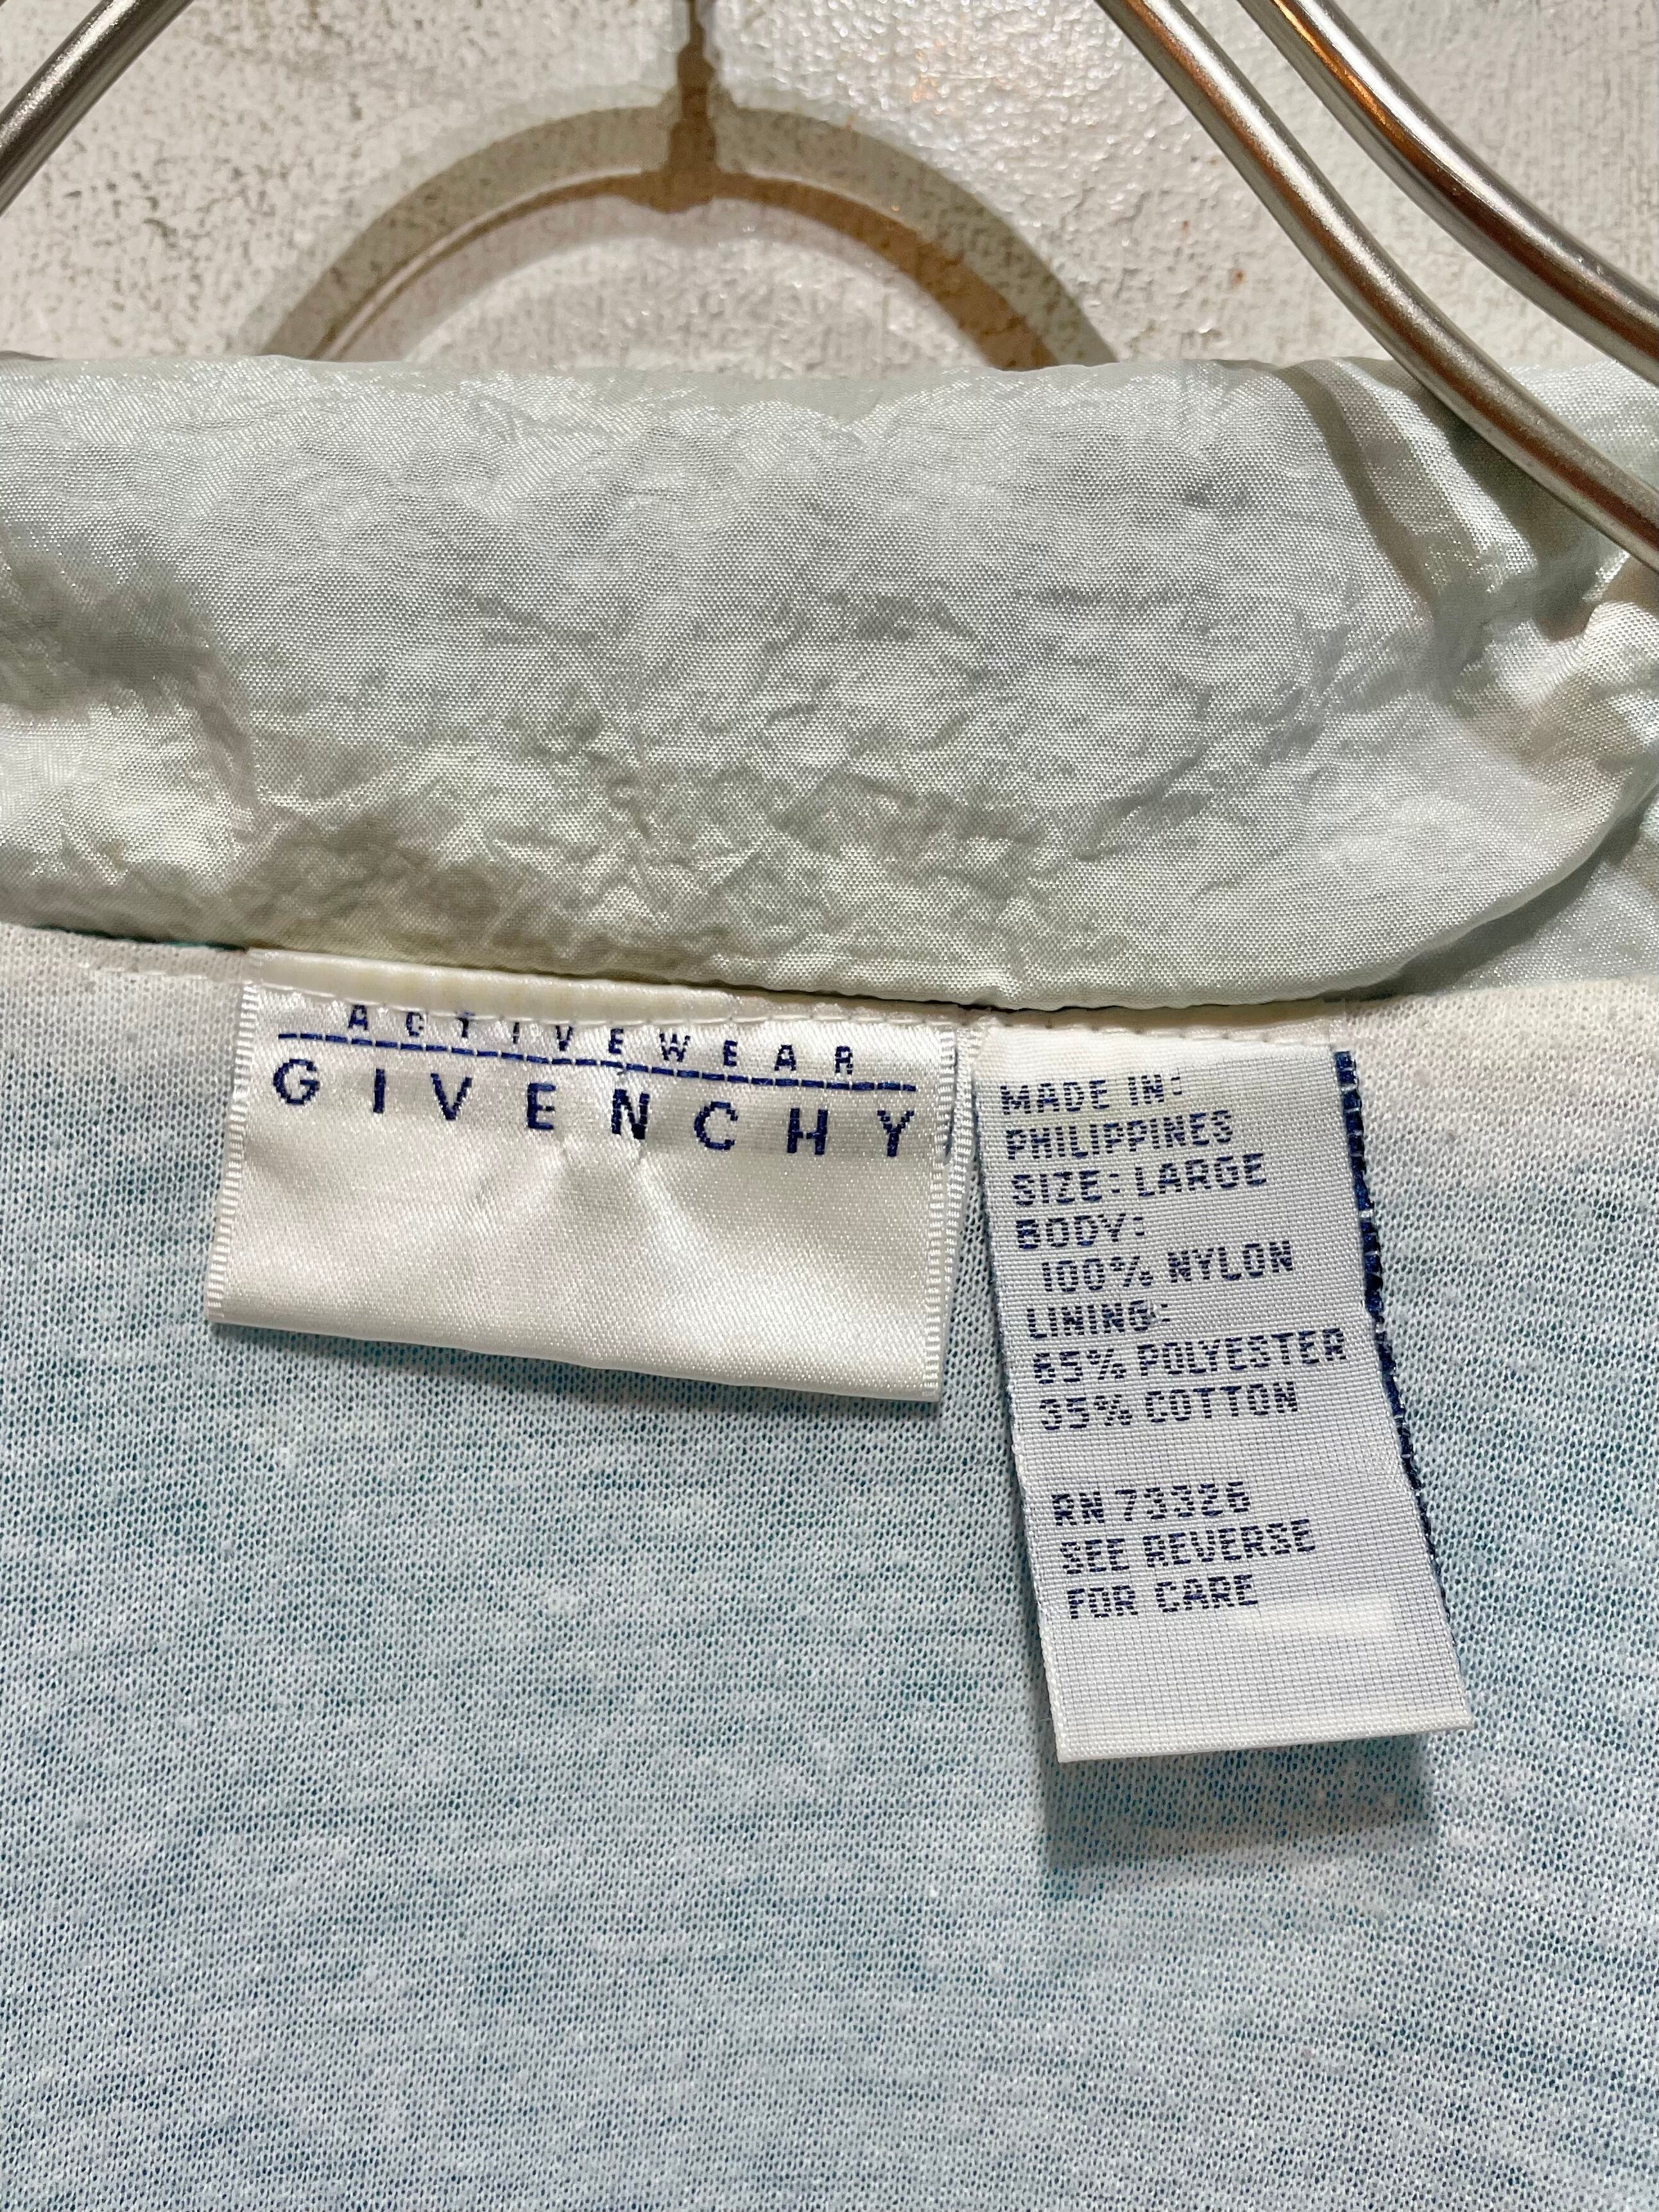 ACTIVEWEAR
GIVENCHY
MADE IN:
PHILIPPINES
SIZE: LARGE
BODY:
100% NYLON
LINING:
65% POLYESTER
35% COTTON
RN 73326
SEE REVERSE
FOR CARE